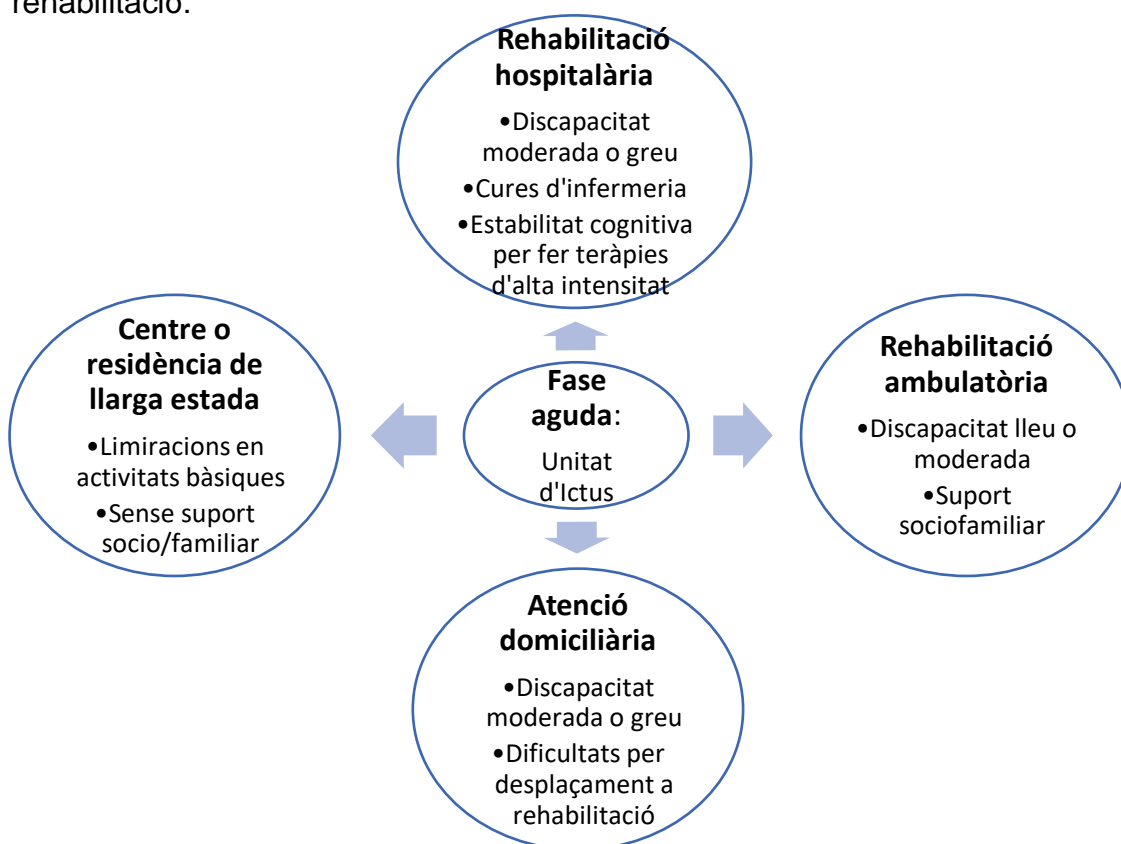 rehabilitació.
Rehabilitació
hospitalària
•Discapacitat
moderada o greu
•Cures d'infermeria
•Estabilitat cognitiva
per fer teràpies
d'alta intensitat
Centre o
residència de
llarga estada
•Limiracions en
activitats bàsiques
•Sense suport
socio/familiar
Fase
aguda:
Unitat
d'Ictus
Rehabilitació
ambulatòria
•Discapacitat lleu o
moderada
•Suport
sociofamiliar
Atenció
domiciliària
•Discapacitat
moderada o greu
•Dificultats per
desplaçament a
rehabilitació